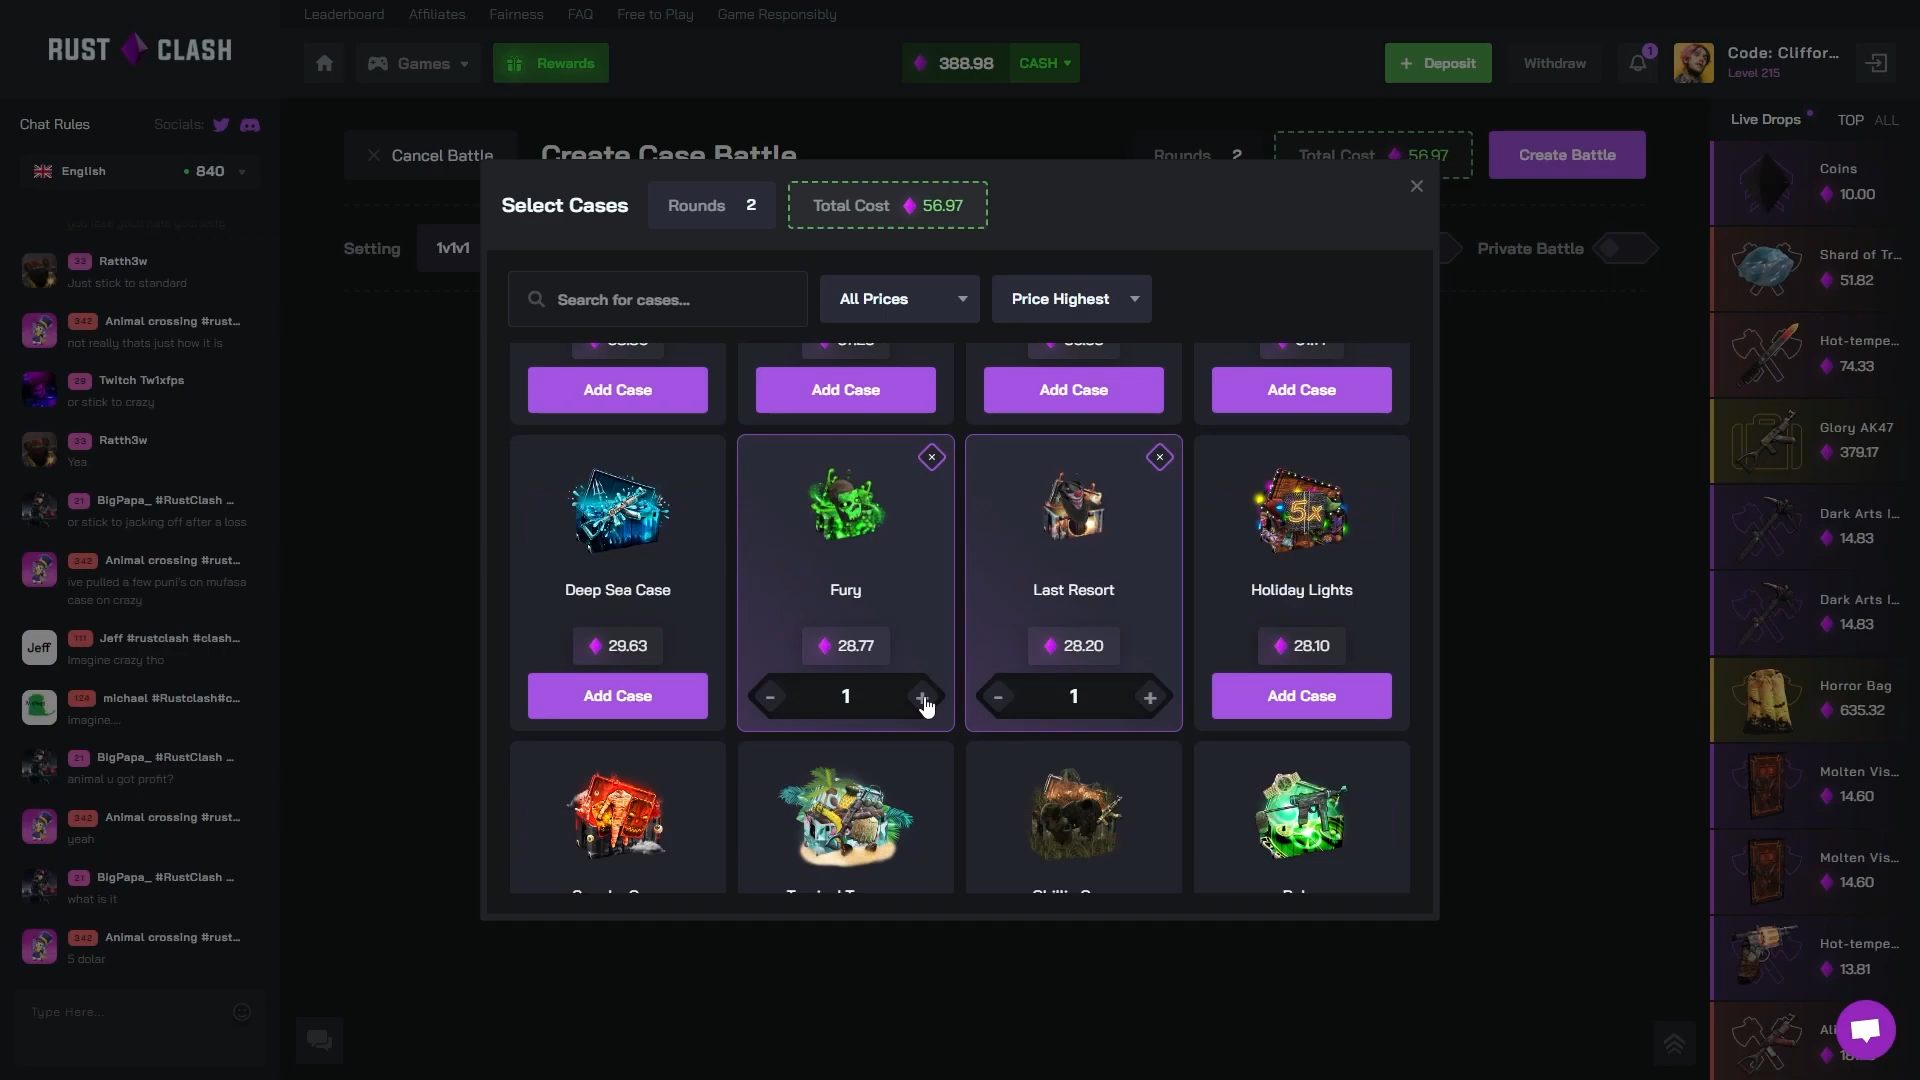 Leaderboard Affiliates Fairness FAQ Free to Play Game Responsibly
RUST CLASH
Games
Rewards
388.98 CASH
Deposit
Withdraw
1
Code: Cliffor...
Level 215
Chat Rules
Socials:
English
840
33 Ratth3w
Just stick to standard
342 Animal crossing #rust...
not really thats just how it is
29 Twitch Tw1xfps
or stick to crazy
33 Ratth3w
Yea
21 BigPapa_ #RustClash ...
or stick to jacking off after a loss
342 Animal crossing #rust...
ive pulled a few puni's on mufasa
case on crazy
Jeff
111 Jeff #rustclash #clash...
Imagine crazy tho
124 michael #Rustclash#c...
Imagine....
21 BigPapa_ #RustClash ...
animal u got profit?
342 Animal crossing #rust...
yeah
21 BigPapa_ #RustClash ...
what is it
342 Animal crossing #rust...
5 dolar
Type Here...
Cancel Battle
Create Case Battle
Rounds 2
Total Cost 56.97
Create Battle
Setting 1v1v1
Private Battle
Select Cases
Rounds 2
Total Cost 56.97
Search for cases...
All Prices
Price Highest
Add Case
Add Case
Add Case
Add Case
Deep Sea Case
29.63
Add Case
Fury
28.77
- 1 +
Last Resort
28.20
- 1 +
5x
Holiday Lights
28.10
Add Case
Live Drops TOP ALL
Coins
10.00
Shard of Tr...
51.82
Hot-tempe...
74.33
Glory AK47
379.17
Dark Arts I...
14.83
Dark Arts I...
14.83
Horror Bag
635.32
Molten Vis...
14.60
Molten Vis...
14.60
Hot-tempe...
13.81